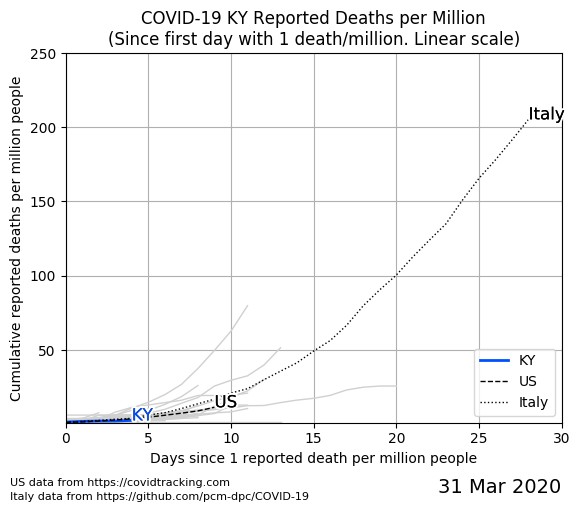 COVID-19 KY Reported Deaths per Million
(Since first day with 1 death/million. Linear scale)
Cumulative reported deaths per million people
250
200
150
100
50
Italy
US
KY
KY
US
Italy
0
5
10
15
20
25
30
Days since 1 reported death per million people
US data from https://covidtracking.com
Italy data from https://github.com/pcm-dpc/COVID-19
31 Mar 2020